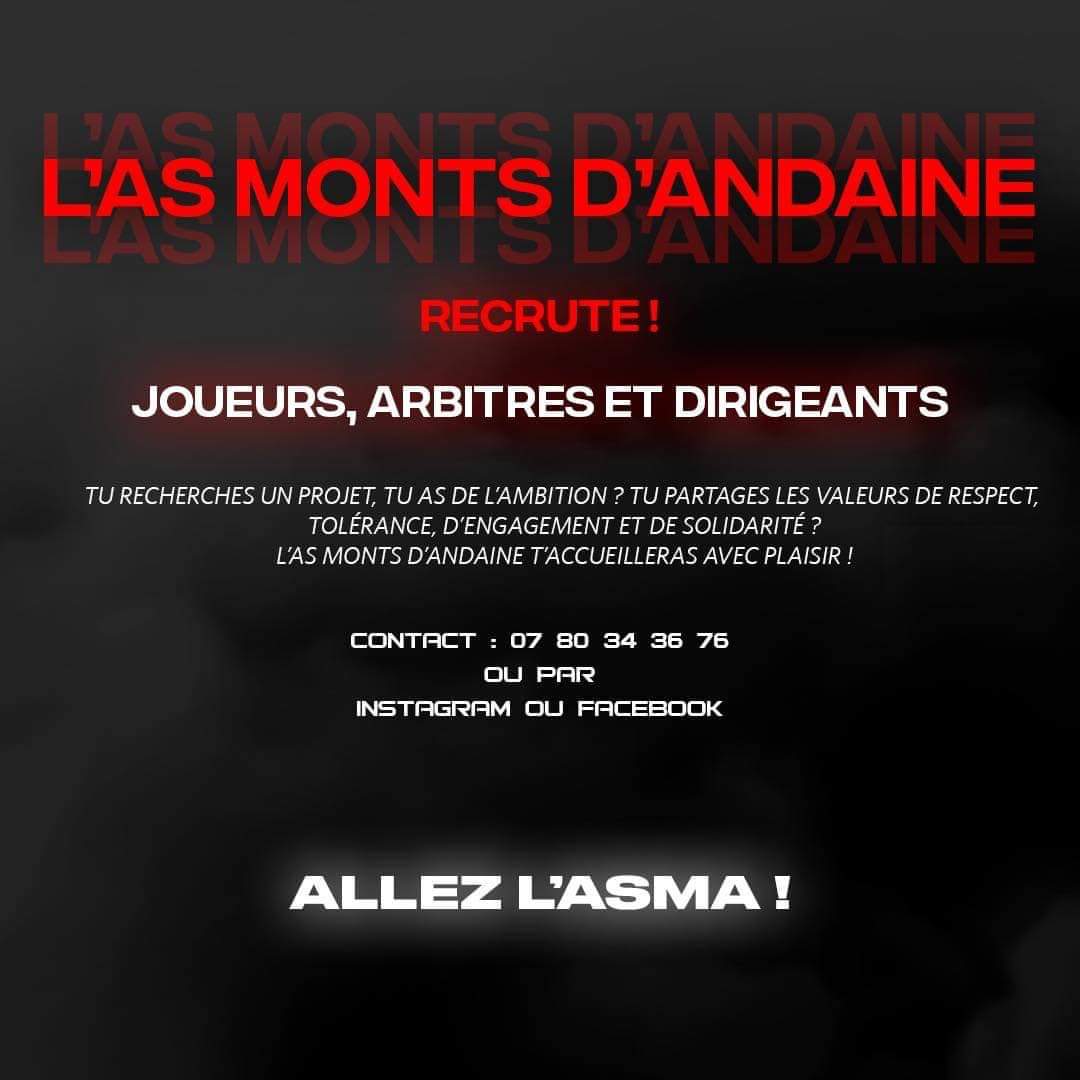 L'AS MONTS D'ANDAINE
L'AS MONTS D'ANDAINE
L'AS MONTS D'ANDAINE
RECRUTE !
JOUEURS, ARBITRES ET DIRIGEANTS
TU RECHERCHES UN PROJET, TU AS DE L'AMBITION ? TU PARTAGES LES VALEURS DE RESPECT,
TOLÉRANCE, D'ENGAGEMENT ET DE SOLIDARITÉ ?
L'AS MONTS D'ANDAINE T'ACCUEILLERAS AVEC PLAISIR !
CONTACT : 07 80 34 36 76
OU PAR
INSTAGRAM OU FACEBOOK
ALLEZ L'ASMA !